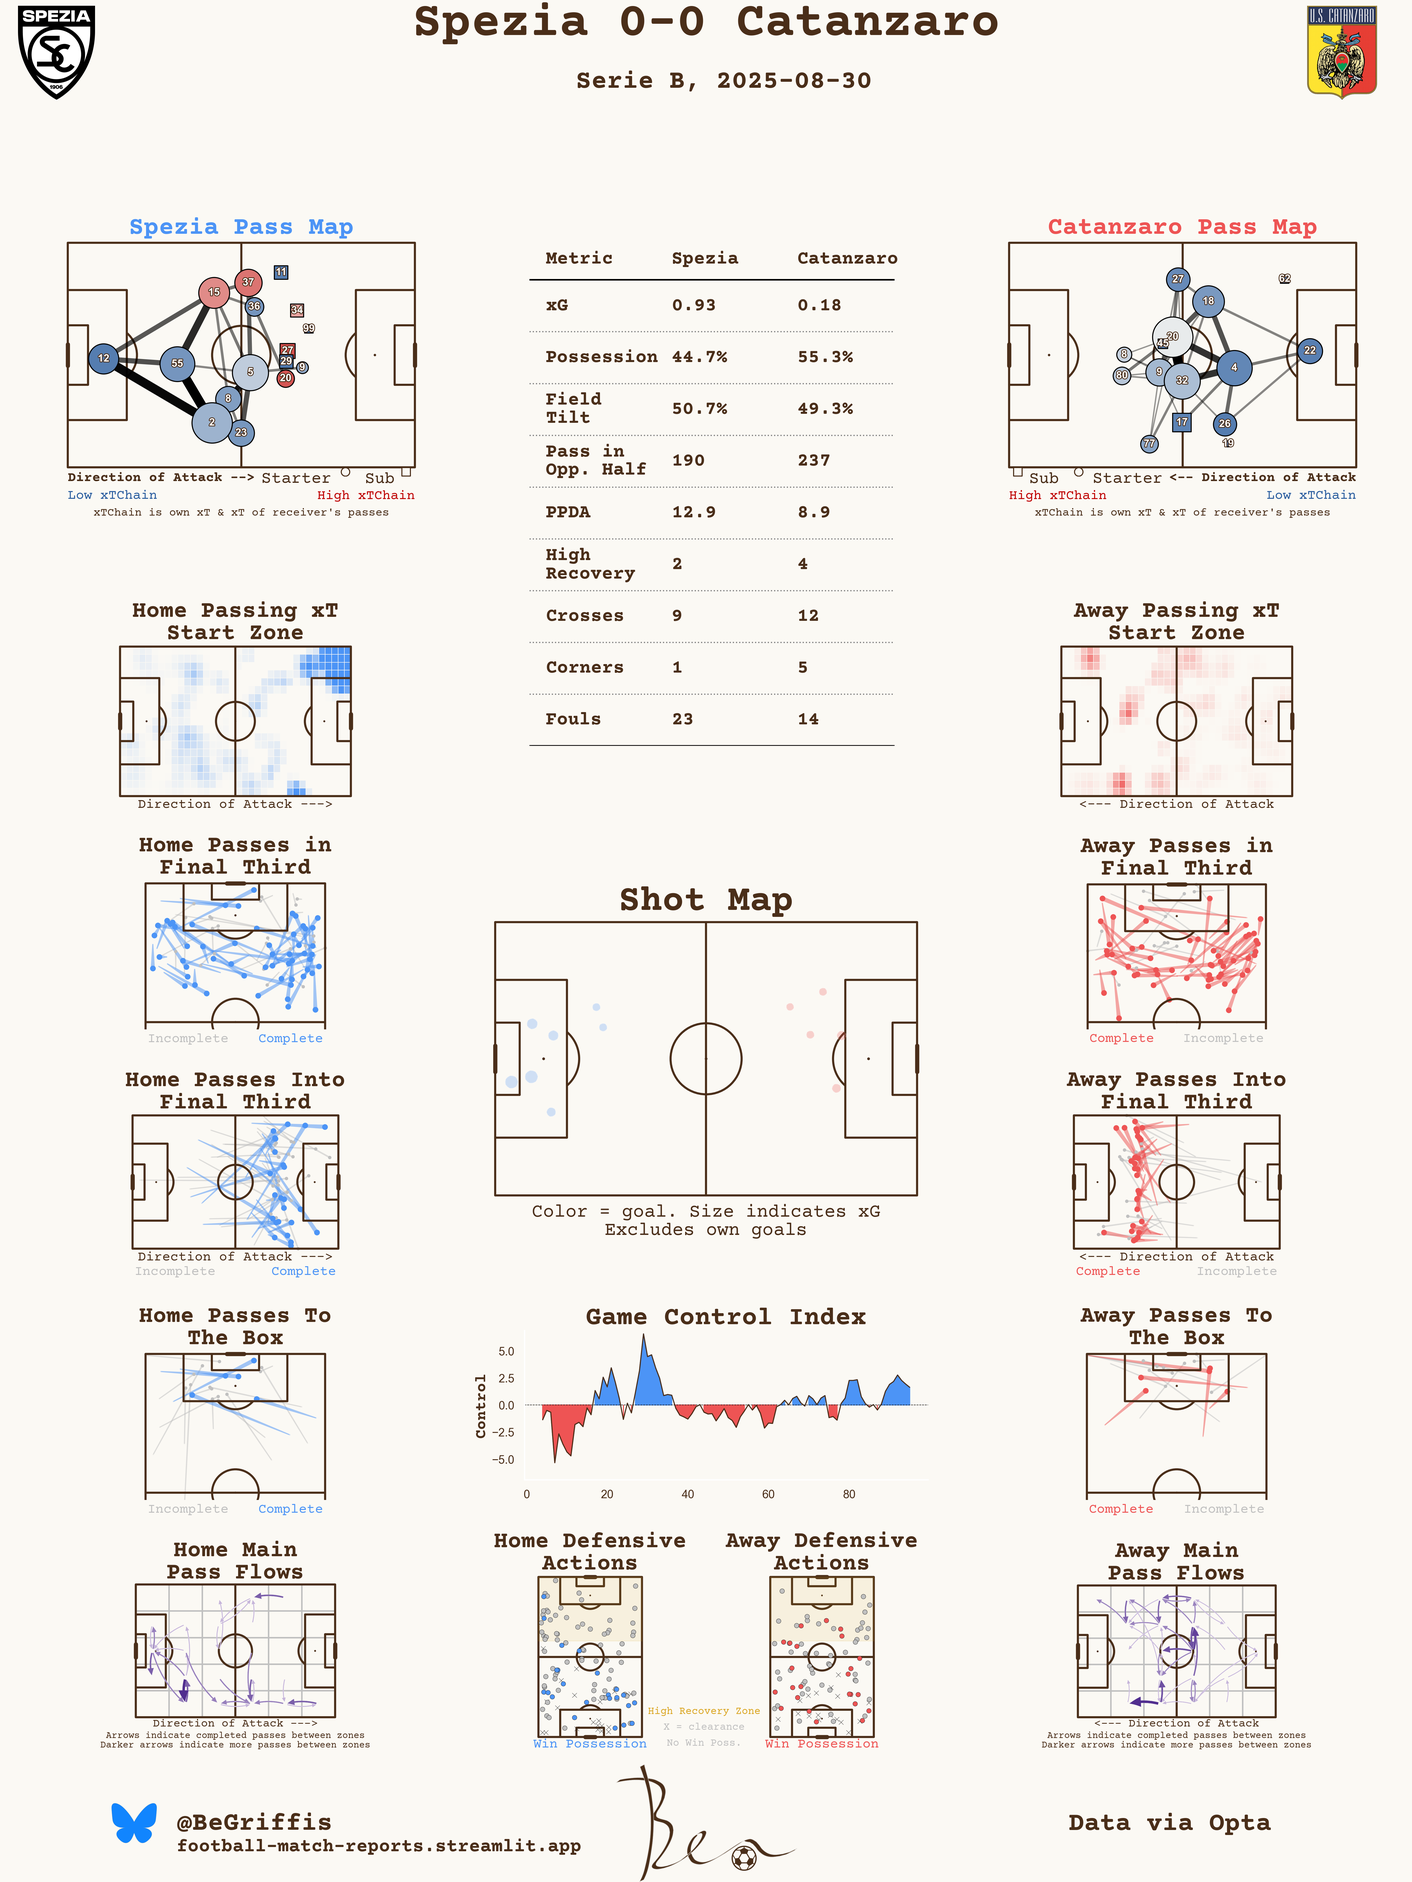 Spezia 0-0 Catanzaro
Serie B, 2025-08-30
SPEZIA
SC
1906
U.S. CATANZARO
Spezia Pass Map
15
37
11
36
34
99
12
55
27
29
9
5
20
8
2
23
Direction of Attack --> Starter Sub
Low xTChain High xTChain
xTChain is own xT & xT of receiver's passes
Metric Spezia Catanzaro
xG 0.93 0.18
Possession 44.7% 55.3%
Field
Tilt 50.7% 49.3%
Pass in
Opp. Half 190 237
PPDA 12.9 8.9
High
Recovery 2 4
Crosses 9 12
Corners 1 5
Fouls 23 14
Catanzaro Pass Map
27
62
18
20
45
8
22
80
9
32
4
17
26
77
19
Sub Starter <-- Direction of Attack
High xTChain Low xTChain
xTChain is own xT & xT of receiver's passes
Home Passing xT
Start Zone
Direction of Attack --->
Away Passing xT
Start Zone
<--- Direction of Attack
Home Passes in
Final Third
Incomplete Complete
Away Passes in
Final Third
Complete Incomplete
Shot Map
Color = goal. Size indicates xG
Excludes own goals
Home Passes Into
Final Third
Direction of Attack --->
Incomplete Complete
Away Passes Into
Final Third
<--- Direction of Attack
Complete Incomplete
Home Passes To
The Box
Incomplete Complete
Game Control Index
Control
5.0
2.5
0.0
−2.5
−5.0
0 20 40 60 80
Away Passes To
The Box
Complete Incomplete
Home Main
Pass Flows
Direction of Attack --->
Arrows indicate completed passes between zones
Darker arrows indicate more passes between zones
Home Defensive
Actions
Win Possession
Away Defensive
Actions
Win Possession
High Recovery Zone
X = clearance
No Win Poss.
Away Main
Pass Flows
<--- Direction of Attack
Arrows indicate completed passes between zones
Darker arrows indicate more passes between zones
@BeGriffis
football-match-reports.streamlit.app
Ben
Data via Opta